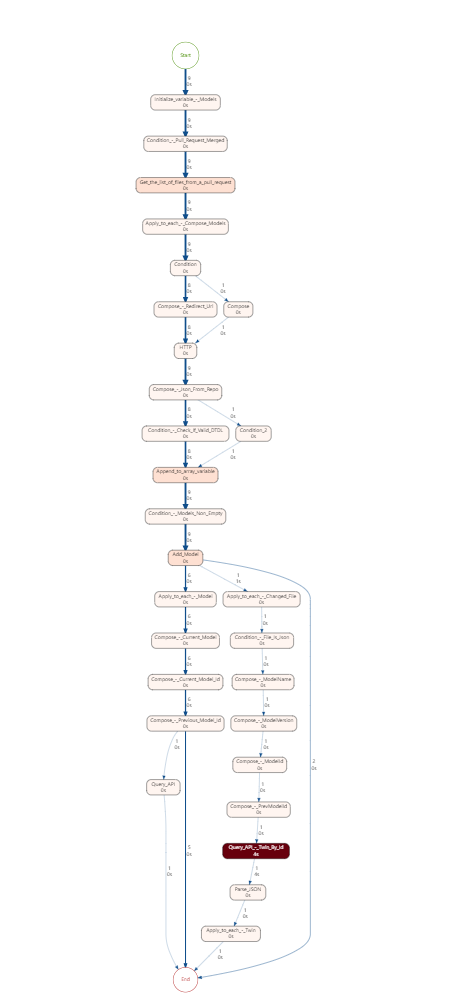 Start
9
0s
Initialize_variable_-_Models
0s
9
0s
Condition_-_Pull_Request_Merged
0s
9
0s
Get_the_list_of_files_from_a_pull_request
0s
9
0s
Apply_to_each_-_Compose_Models
0s
9
0s
Condition
0s
8
0s
1
0s
Compose_-_Redirect_Url
0s
Compose
0s
8
0s
1
0s
HTTP
0s
9
0s
Compose_-_Json_From_Repo
0s
8
0s
1
0s
Condition_-_Check_if_Valid_DTDL
0s
Condition_2
0s
8
0s
1
0s
Append_to_array_variable
0s
9
0s
Condition_-_Models_Non_Empty
0s
9
0s
Add_Model
0s
6
0s
1
1s
Apply_to_each_-_Model
0s
Apply_to_each_-_Changed_File
0s
6
0s
1
0s
Compose_-_Current_Model
0s
Condition_-_File_is_Json
0s
6
0s
1
0s
Compose_-_Current_Model_Id
0s
Compose_-_ModelName
0s
6
0s
1
0s
Compose_-_Previous_Model_Id
0s
Compose_-_ModelVersion
0s
1
0s
1
0s
Compose_-_ModelId
0s
2
0s
1
0s
Query_API
0s
Compose_-_PrevModelId
0s
1
0s
5
0s
Query_API_-_Twin_By_Id
4s
1
0s
1
4s
Parse_JSON
0s
1
0s
Apply_to_each_-_Twin
0s
1
0s
End